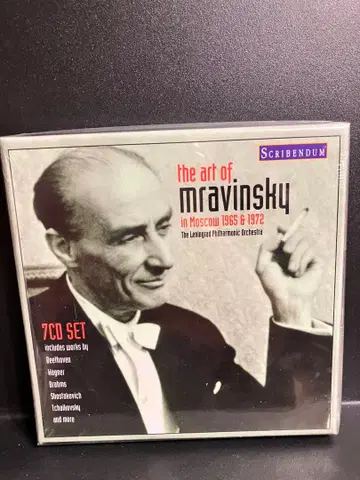 SCRIBENDUM
the art of
mravinsky
in Moscow 1965 & 1972
The Leningrad Philharmonic Orchestra
7CD SET
includes works by
Beethoven
Wagner
Brahms
Shostakovich
Tchaikovsky
and more